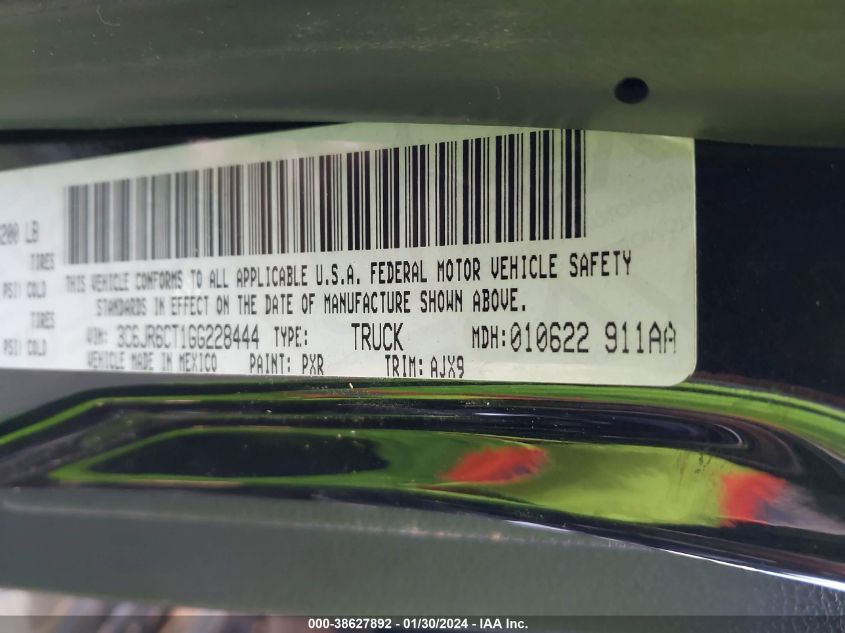 200 LB
TIRES
PSI COLD
TIRES
PSI COLD
THIS VEHICLE CONFORMS TO ALL APPLICABLE U.S.A. FEDERAL MOTOR VEHICLE SAFETY
STANDARDS IN EFFECT ON THE DATE OF MANUFACTURE SHOWN ABOVE.
VIN: 3C6JR6CT1GG228444 TYPE: TRUCK MDH:010622 911AA
VEHICLE MADE IN MEXICO PAINT: PXR TRIM: AJX9
000-38627892 - 01/30/2024 - IAA Inc.